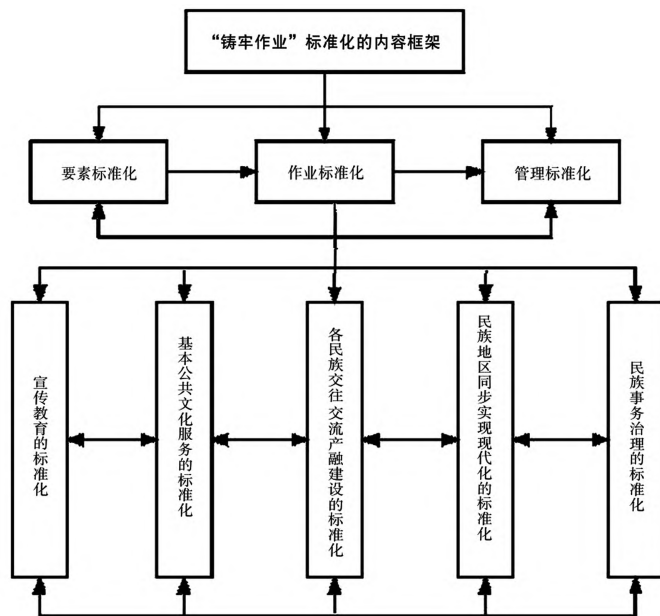 “铸牢作业”标准化的内容框架
要素标准化
作业标准化
管理标准化
宣传教育的标准化
基本公共文化服务的标准化
各民族交往 交流产融建设的标准化
民族地区同步实现现代化的标准化
民族事务治理的标准化